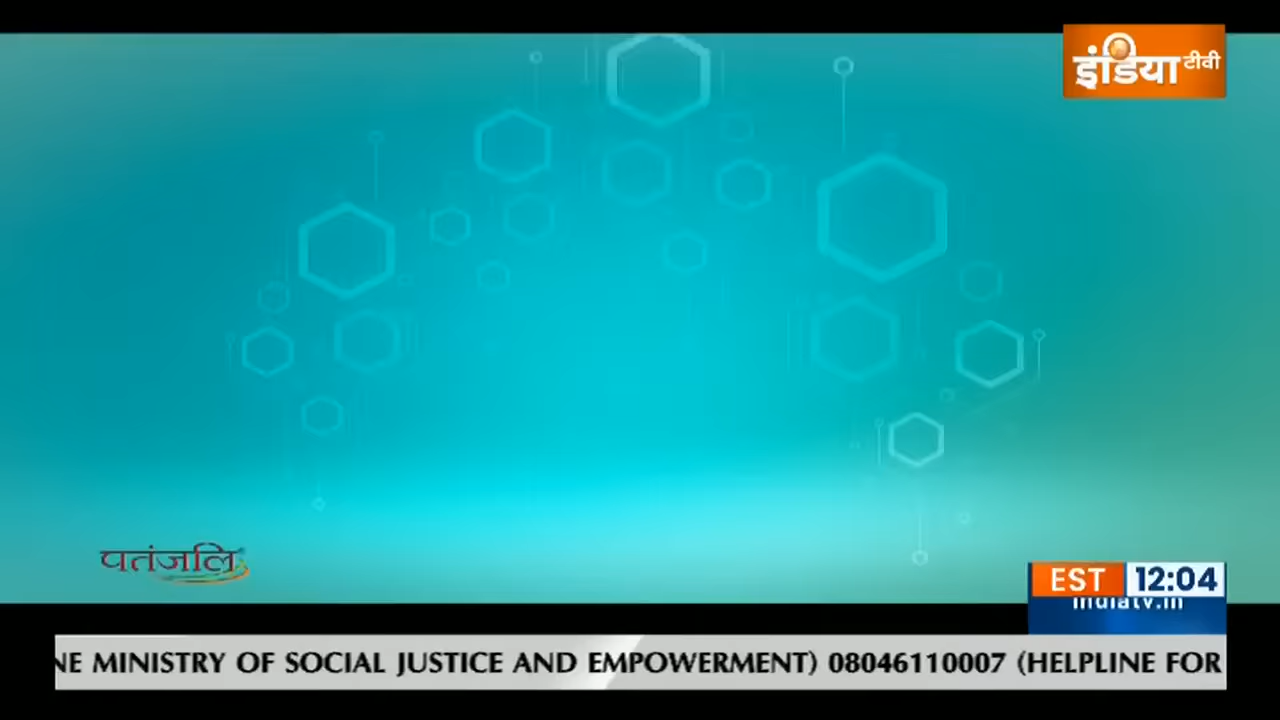 इंडिया टीवी
पतंजलि
EST 12:04
indiatv.in
NE MINISTRY OF SOCIAL JUSTICE AND EMPOWERMENT) 08046110007 (HELPLINE FOR